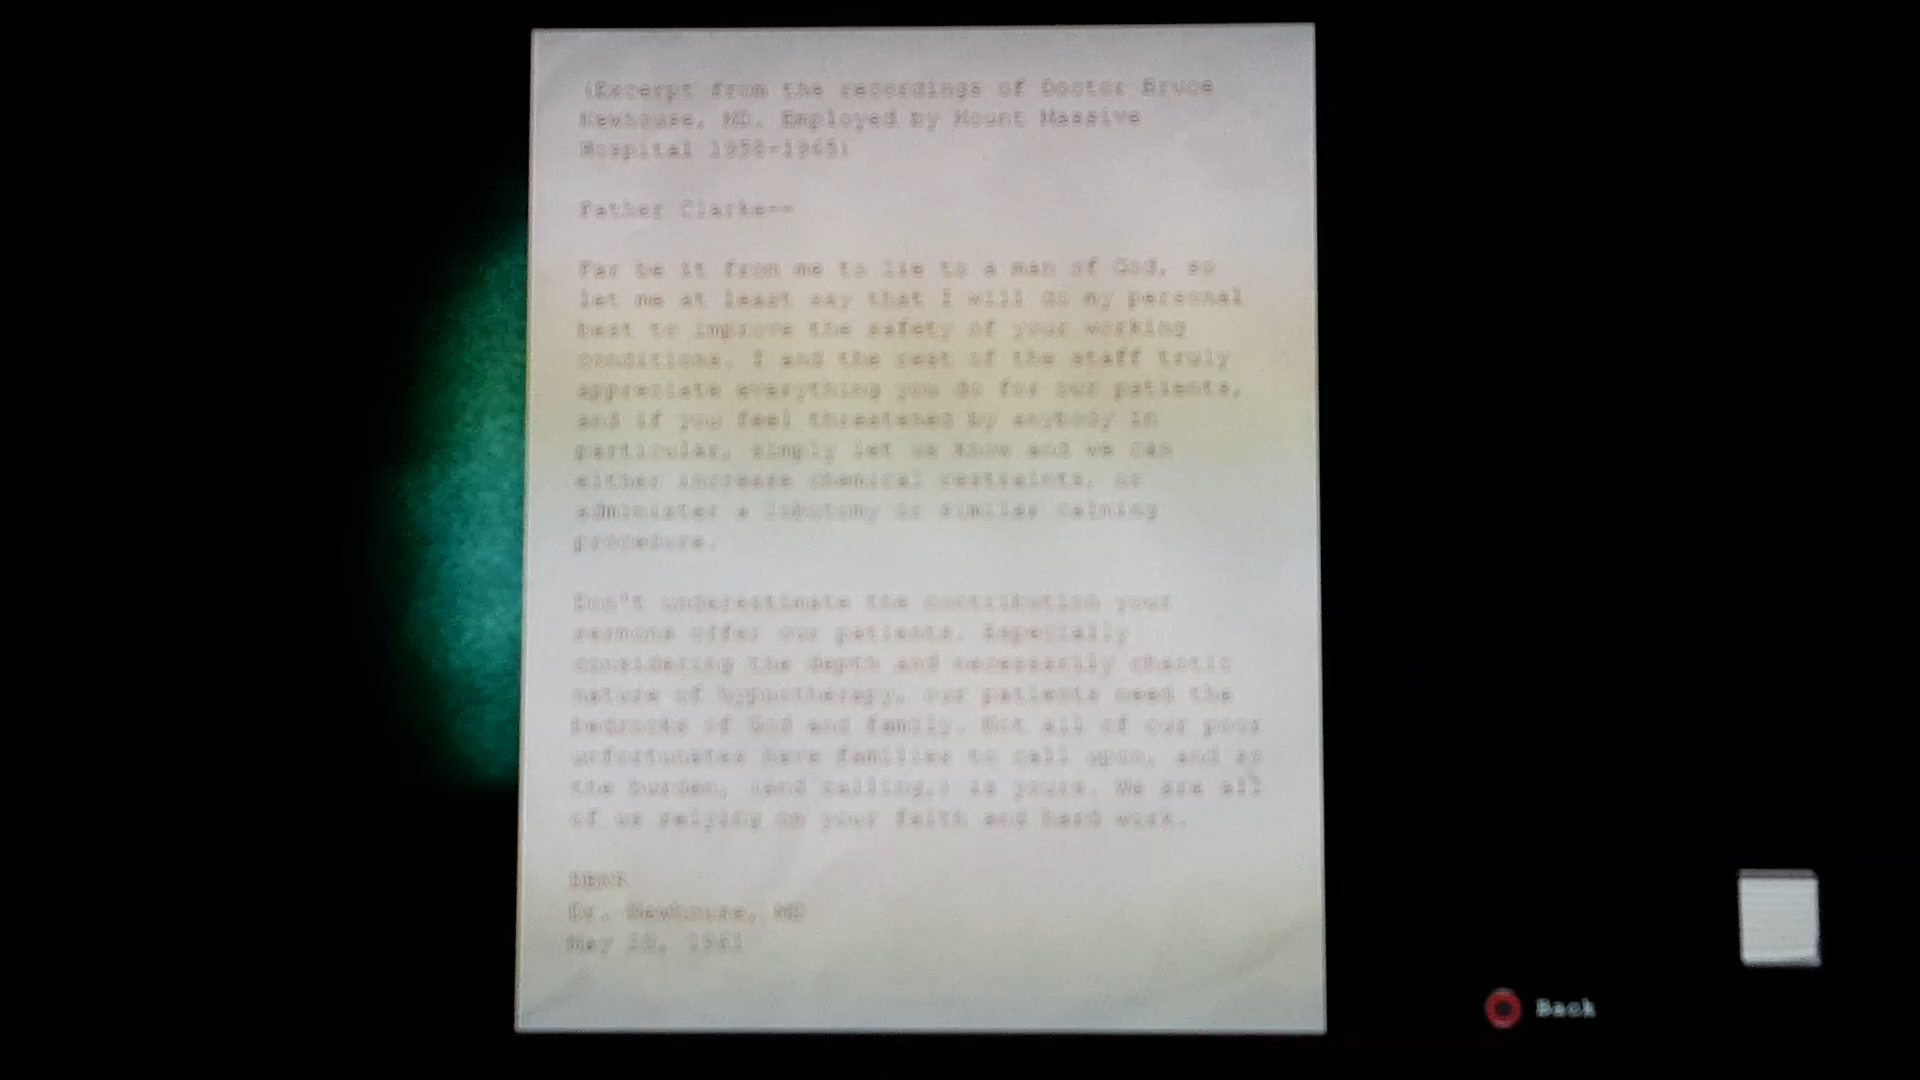 (Excerpt from the recordings of Doctor Bruce
Newhouse, MD. Employed by Mount Massive
Hospital 1956-1965)
Father Clarke--
Far be it from me to lie to a man of God, so
let me at least say that I will do my personal
best to improve the safety of your working
conditions. I and the rest of the staff truly
appreciate everything you do for our patients,
and if you feel threatened by anybody in
particular, simply let us know and we can
either increase chemical restraints, or
administer a lobotomy or similar calming
procedure.
Don't underestimate the contribution your
sermons offer our patients. Especially
considering the depth and necessarily chaotic
nature of hypnotherapy, our patients need the
bedrocks of God and family. Not all of our poor
unfortunates have families to call upon, and so
the burden, (and calling,) is yours. We are all
of us relying on your faith and hard work.
Dr. Newhouse, MD
May 1961
Back